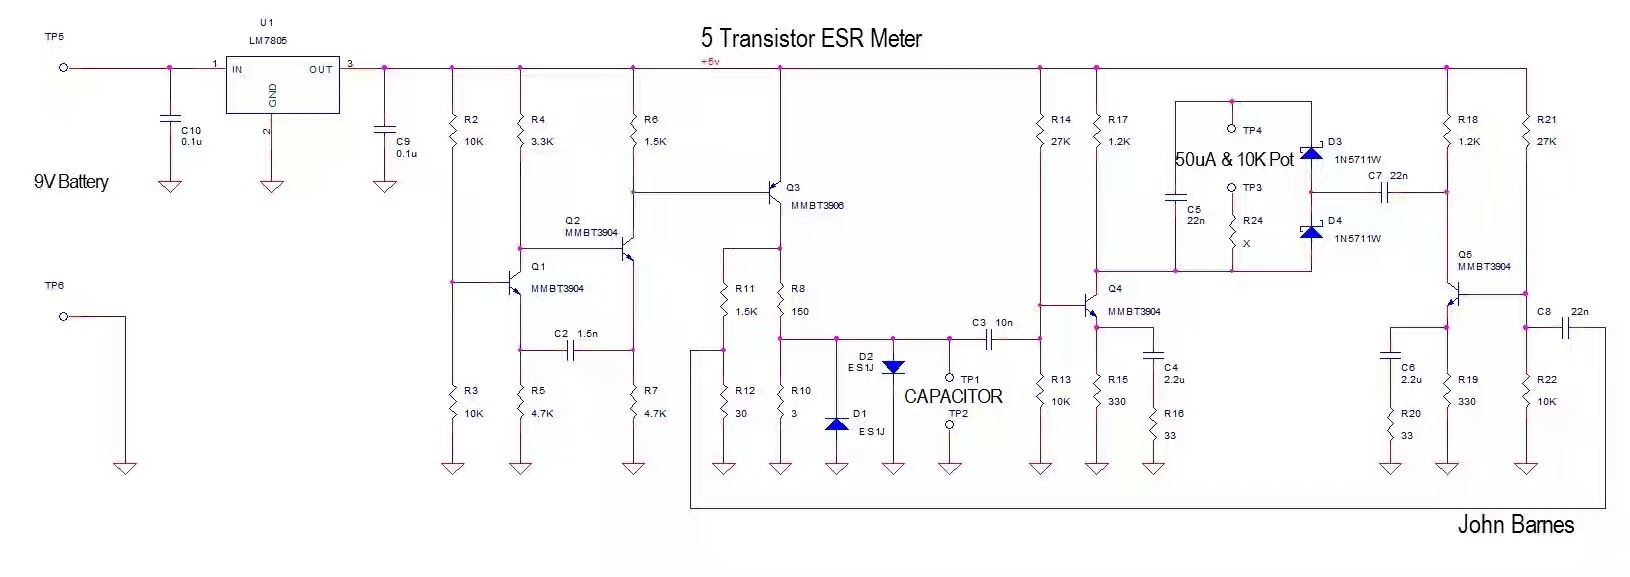 5 Transistor ESR Meter
+5v
TP5
U1
LM7805
1
IN
OUT
3
GND
2
C10
0.1u
C9
0.1u
9V Battery
TP6
R2
10K
R4
3.3K
R6
1.5K
Q3
MMBT3906
Q2
MMBT3904
Q1
MMBT3904
C2 1.5n
R3
10K
R5
4.7K
R7
4.7K
R11
1.5K
R8
150
R12
30
R10
3
D1
ES1J
D2
ES1J
TP1
CAPACITOR
TP2
C3 10n
R14
27K
R17
1.2K
Q4
MMBT3904
R13
10K
R15
330
C4
2.2u
R16
33
TP4
50uA & 10K Pot
TP3
C5
22n
R24
X
D3
1N5711W
D4
1N5711W
C7 22n
R18
1.2K
R21
27K
Q5
MMBT3904
C8 22n
C6
2.2u
R20
33
R19
330
R22
10K
John Barnes